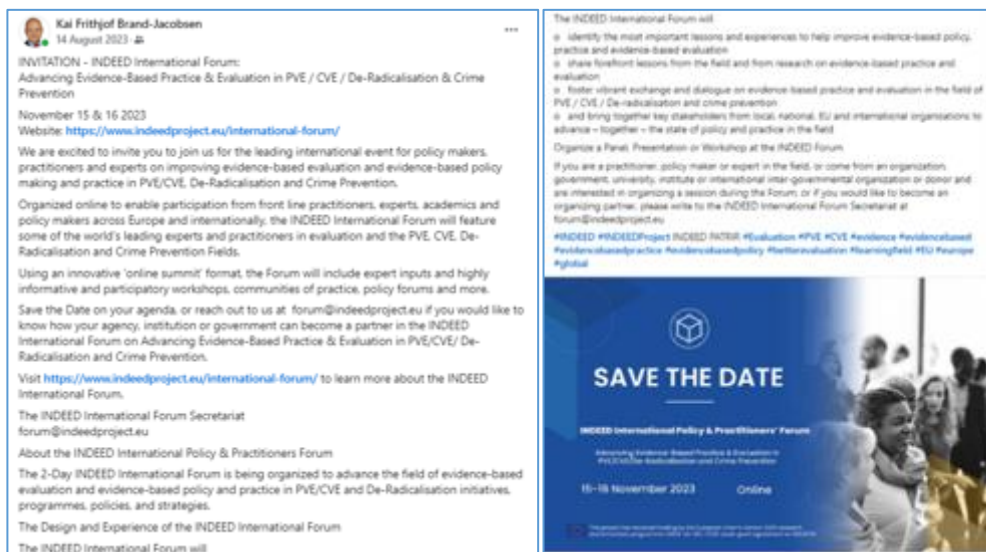 Kai Frithjof Brand-Jacobsen
14 August 2023
INVITATION - INDEED International Forum:
Advancing Evidence-Based Practice & Evaluation in PVE / CVE / De-Radicalisation & Crime
Prevention
November 15 & 16 2023
Website: https://www.indeedproject.eu/international-forum/
We are excited to invite you to join us for the leading international event for policy makers,
practitioners and experts on improving evidence-based evaluation and evidence-based policy
making and practice in PVE/CVE, De-Radicalisation and Crime Prevention.
Organized online to enable participation from front line practitioners, experts, academics and
policy makers across Europe and internationally, the INDEED International Forum will feature
some of the world's leading experts and practitioners in evaluation and the PVE, CVE, De-
Radicalisation and Crime Prevention Fields.
Using an innovative 'online summit' format, the Forum will include expert inputs and highly
informative and participatory workshops, communities of practice, policy forums and more.
Save the Date on your agenda, or reach out to us at forum@indeedproject.eu if you would like to
know how your agency, institution or government can become a partner in the INDEED
International Forum on Advancing Evidence-Based Practice & Evaluation in PVE/CVE/ De-
Radicalisation and Crime Prevention.
Visit https://www.indeedproject.eu/international-forum/ to learn more about the INDEED
International Forum.
The INDEED International Forum Secretariat
forum@indeedproject.eu
About the INDEED International Policy & Practitioners Forum
The 2-Day INDEED International Forum is being organized to advance the field of evidence-based
evaluation and evidence-based policy and practice in PVE/CVE and De-Radicalisation initiatives,
programmes, policies, and strategies.
The Design and Experience of the INDEED International Forum
The INDEED International Forum will
The INDEED International Forum will
o identify the most important lessons and experiences to help improve evidence-based policy,
practice and evidence-based evaluation
o share forefront lessons from the field and from research on evidence-based practice and
evaluation
o foster vibrant exchange and dialogue on evidence-based practice and evaluation in the field of
PVE / CVE / De-radicalisation and crime prevention
o and bring together key stakeholders from local, national, EU and international organisations to
advance – together – the state of policy and practice in the field
Organize a Panel, Presentation or Workshop at the INDEED Forum
If you are a practitioner, policy maker or expert in the field, or come from an organization
government, university, institute or international inter-governmental organization or donor and
are interested in organizing a session during the Forum, or if you would like to become an
organizing partner, please write to the INDEED International Forum Secretariat at
forum@indeedproject.eu
#INDEED #INDEEDProject INDEED PATRIR #Evaluation #PVE #CVE #evidence #evidencebased
#evidencebasedpractice #evidencebasedpolicy #betterevaluation #learningfield #EU #europe
#global
SAVE THE DATE
INDEED International Policy & Practitioners' Forum
Advancing Evidence-Based Practice & Evaluation in
PVE/CVE/De-Radicalisation and Crime Prevention
15-16 November 2023 Online